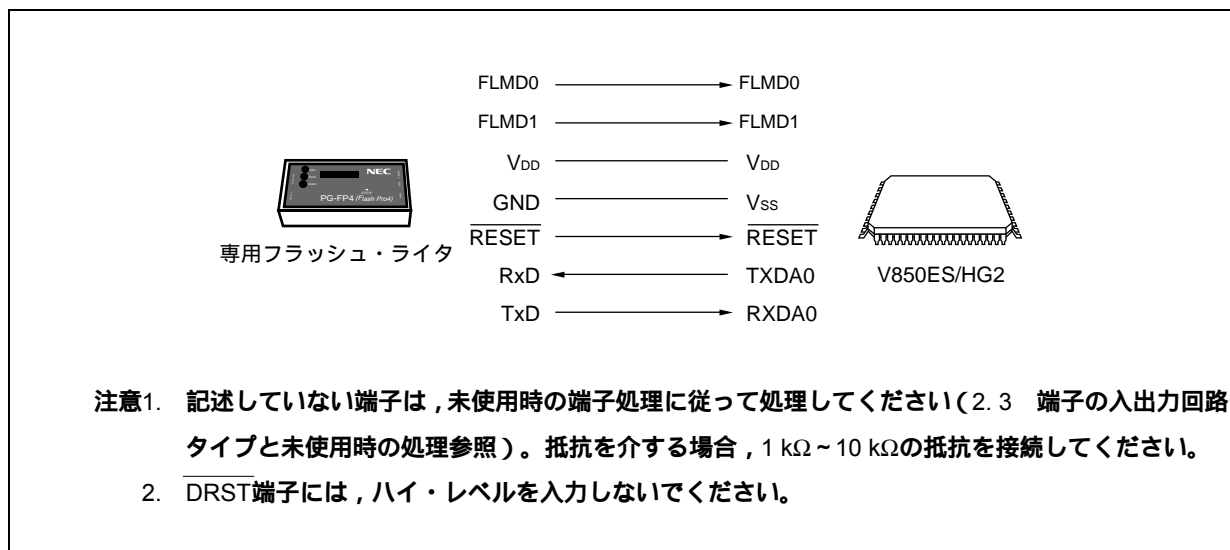 FLMD0 FLMD0
FLMD1 FLMD1
VDD VDD
GND VSS
RESET RESET
RxD TXDA0
TxD RXDA0
NEC
PG-FP4 (Flash Pro4)
専用フラッシュ・ライタ
V850ES/HG2
注意1. 記述していない端子は，未使用時の端子処理に従って処理してください（2. 3 端子の入出力回路
タイプと未使用時の処理参照）。抵抗を介する場合，1 kΩ～10 kΩの抵抗を接続してください。
2. DRST端子には，ハイ・レベルを入力しないでください。